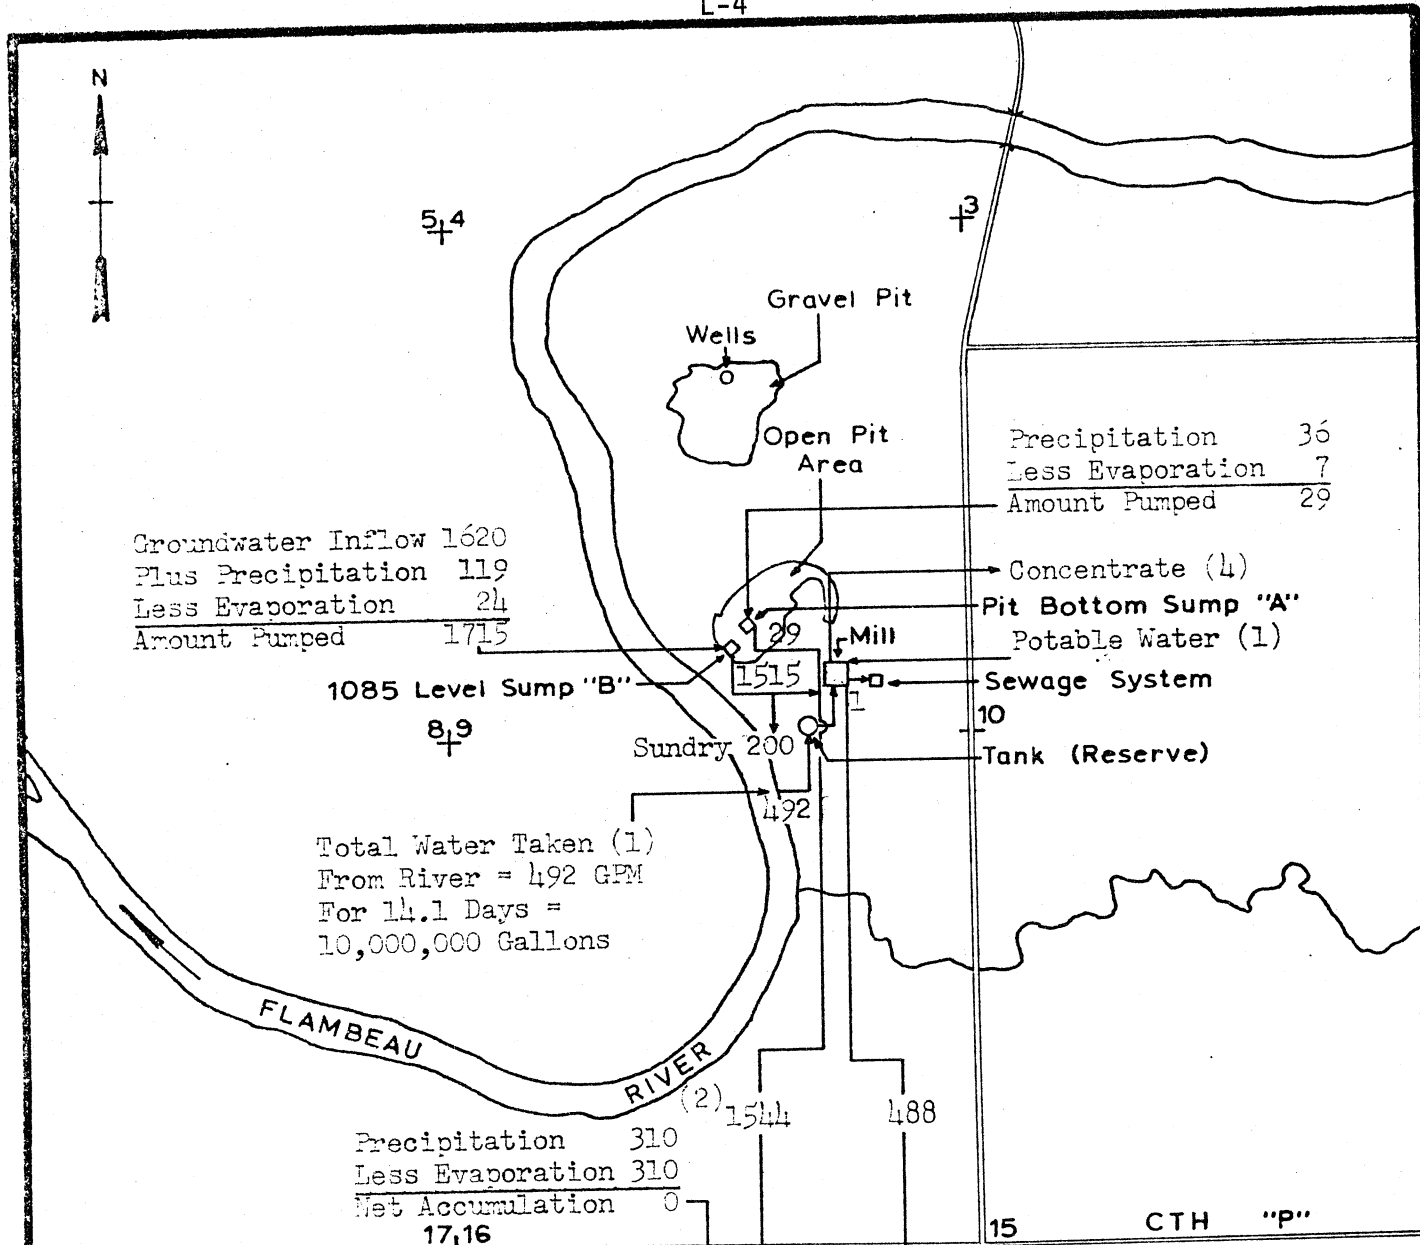 L-4
N
5 4
3
Gravel Pit
Wells
Open Pit
Area
Precipitation 36
Less Evaporation 7
Amount Pumped 29
Groundwater Inflow 1620
Plus Precipitation 119
Less Evaporation 24
Amount Pumped 1715
Concentrate (4)
Pit Bottom Sump "A"
29
Mill
Potable Water (1)
1515
1085 Level Sump "B"
Sewage System
1
10
8 9
Sundry 200
Tank (Reserve)
492
Total Water Taken (1)
From River = 492 GPM
For 14.1 Days =
10,000,000 Gallons
FLAMBEAU
RIVER
(2)
1544
488
Precipitation 310
Less Evaporation 310
Net Accumulation 0
17 16
15
CTH "P"